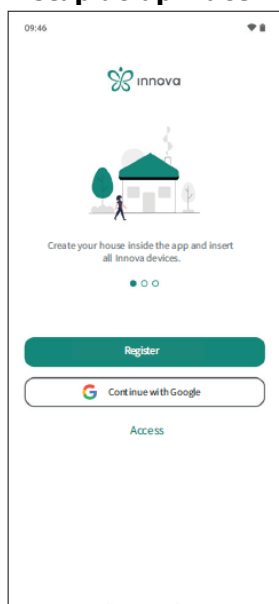 09:46
innova
Create your house inside the app and insert
all Innova devices.
Register
Continue with Google
Access